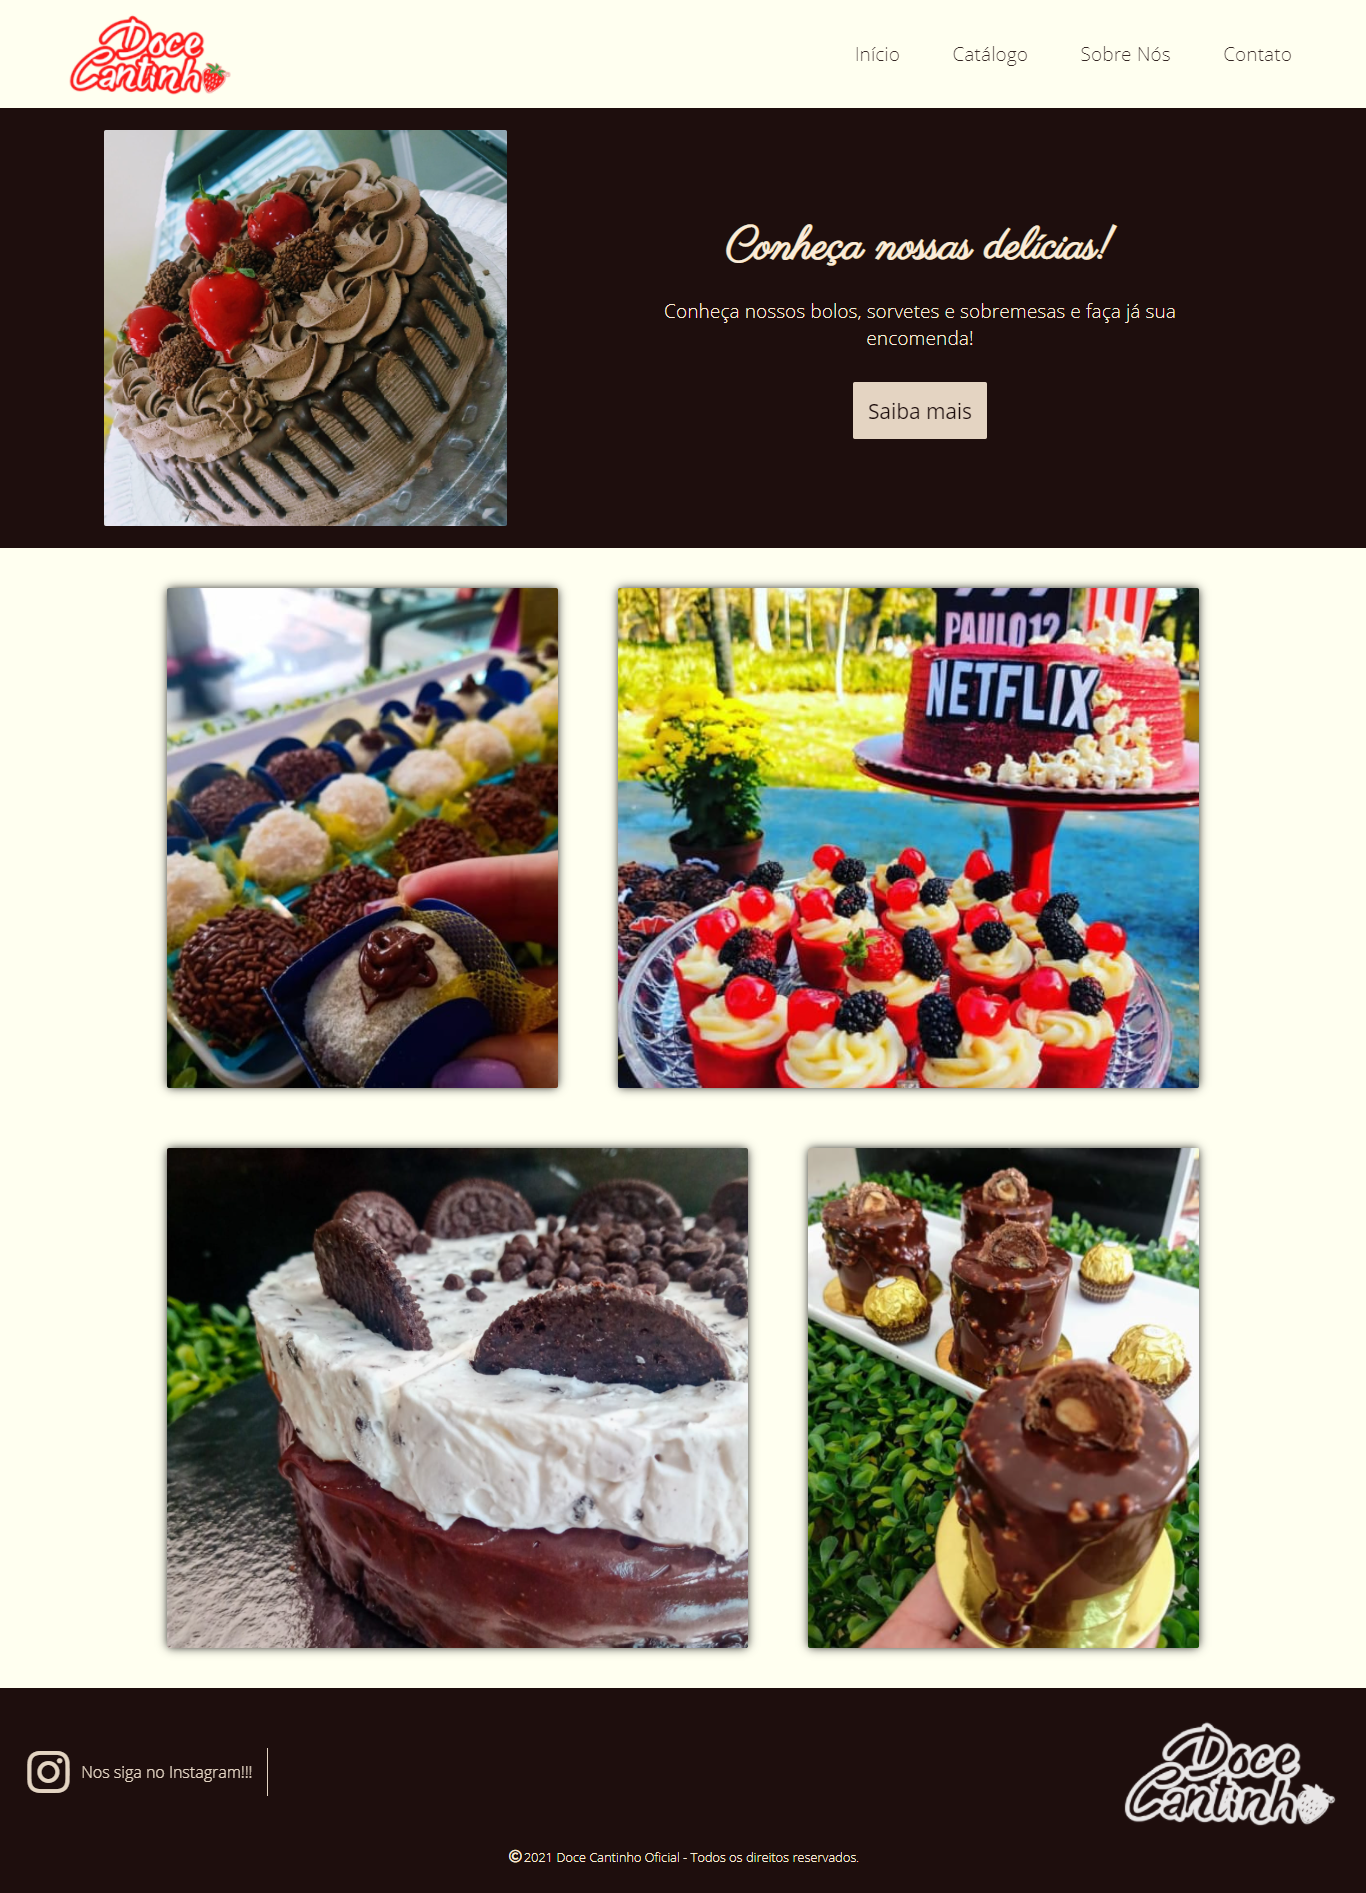 Doce
Cantinho
Início
Catálogo
Sobre Nós
Contato
Conheça nossas delícias!
Conheça nossos bolos, sorvetes e sobremesas e faça já sua
encomenda!
Saiba mais
PAULO12
NETFLIX
Nos siga no Instagram!!!
Doce
Cantinho
©2021 Doce Cantinho Oficial - Todos os direitos reservados.